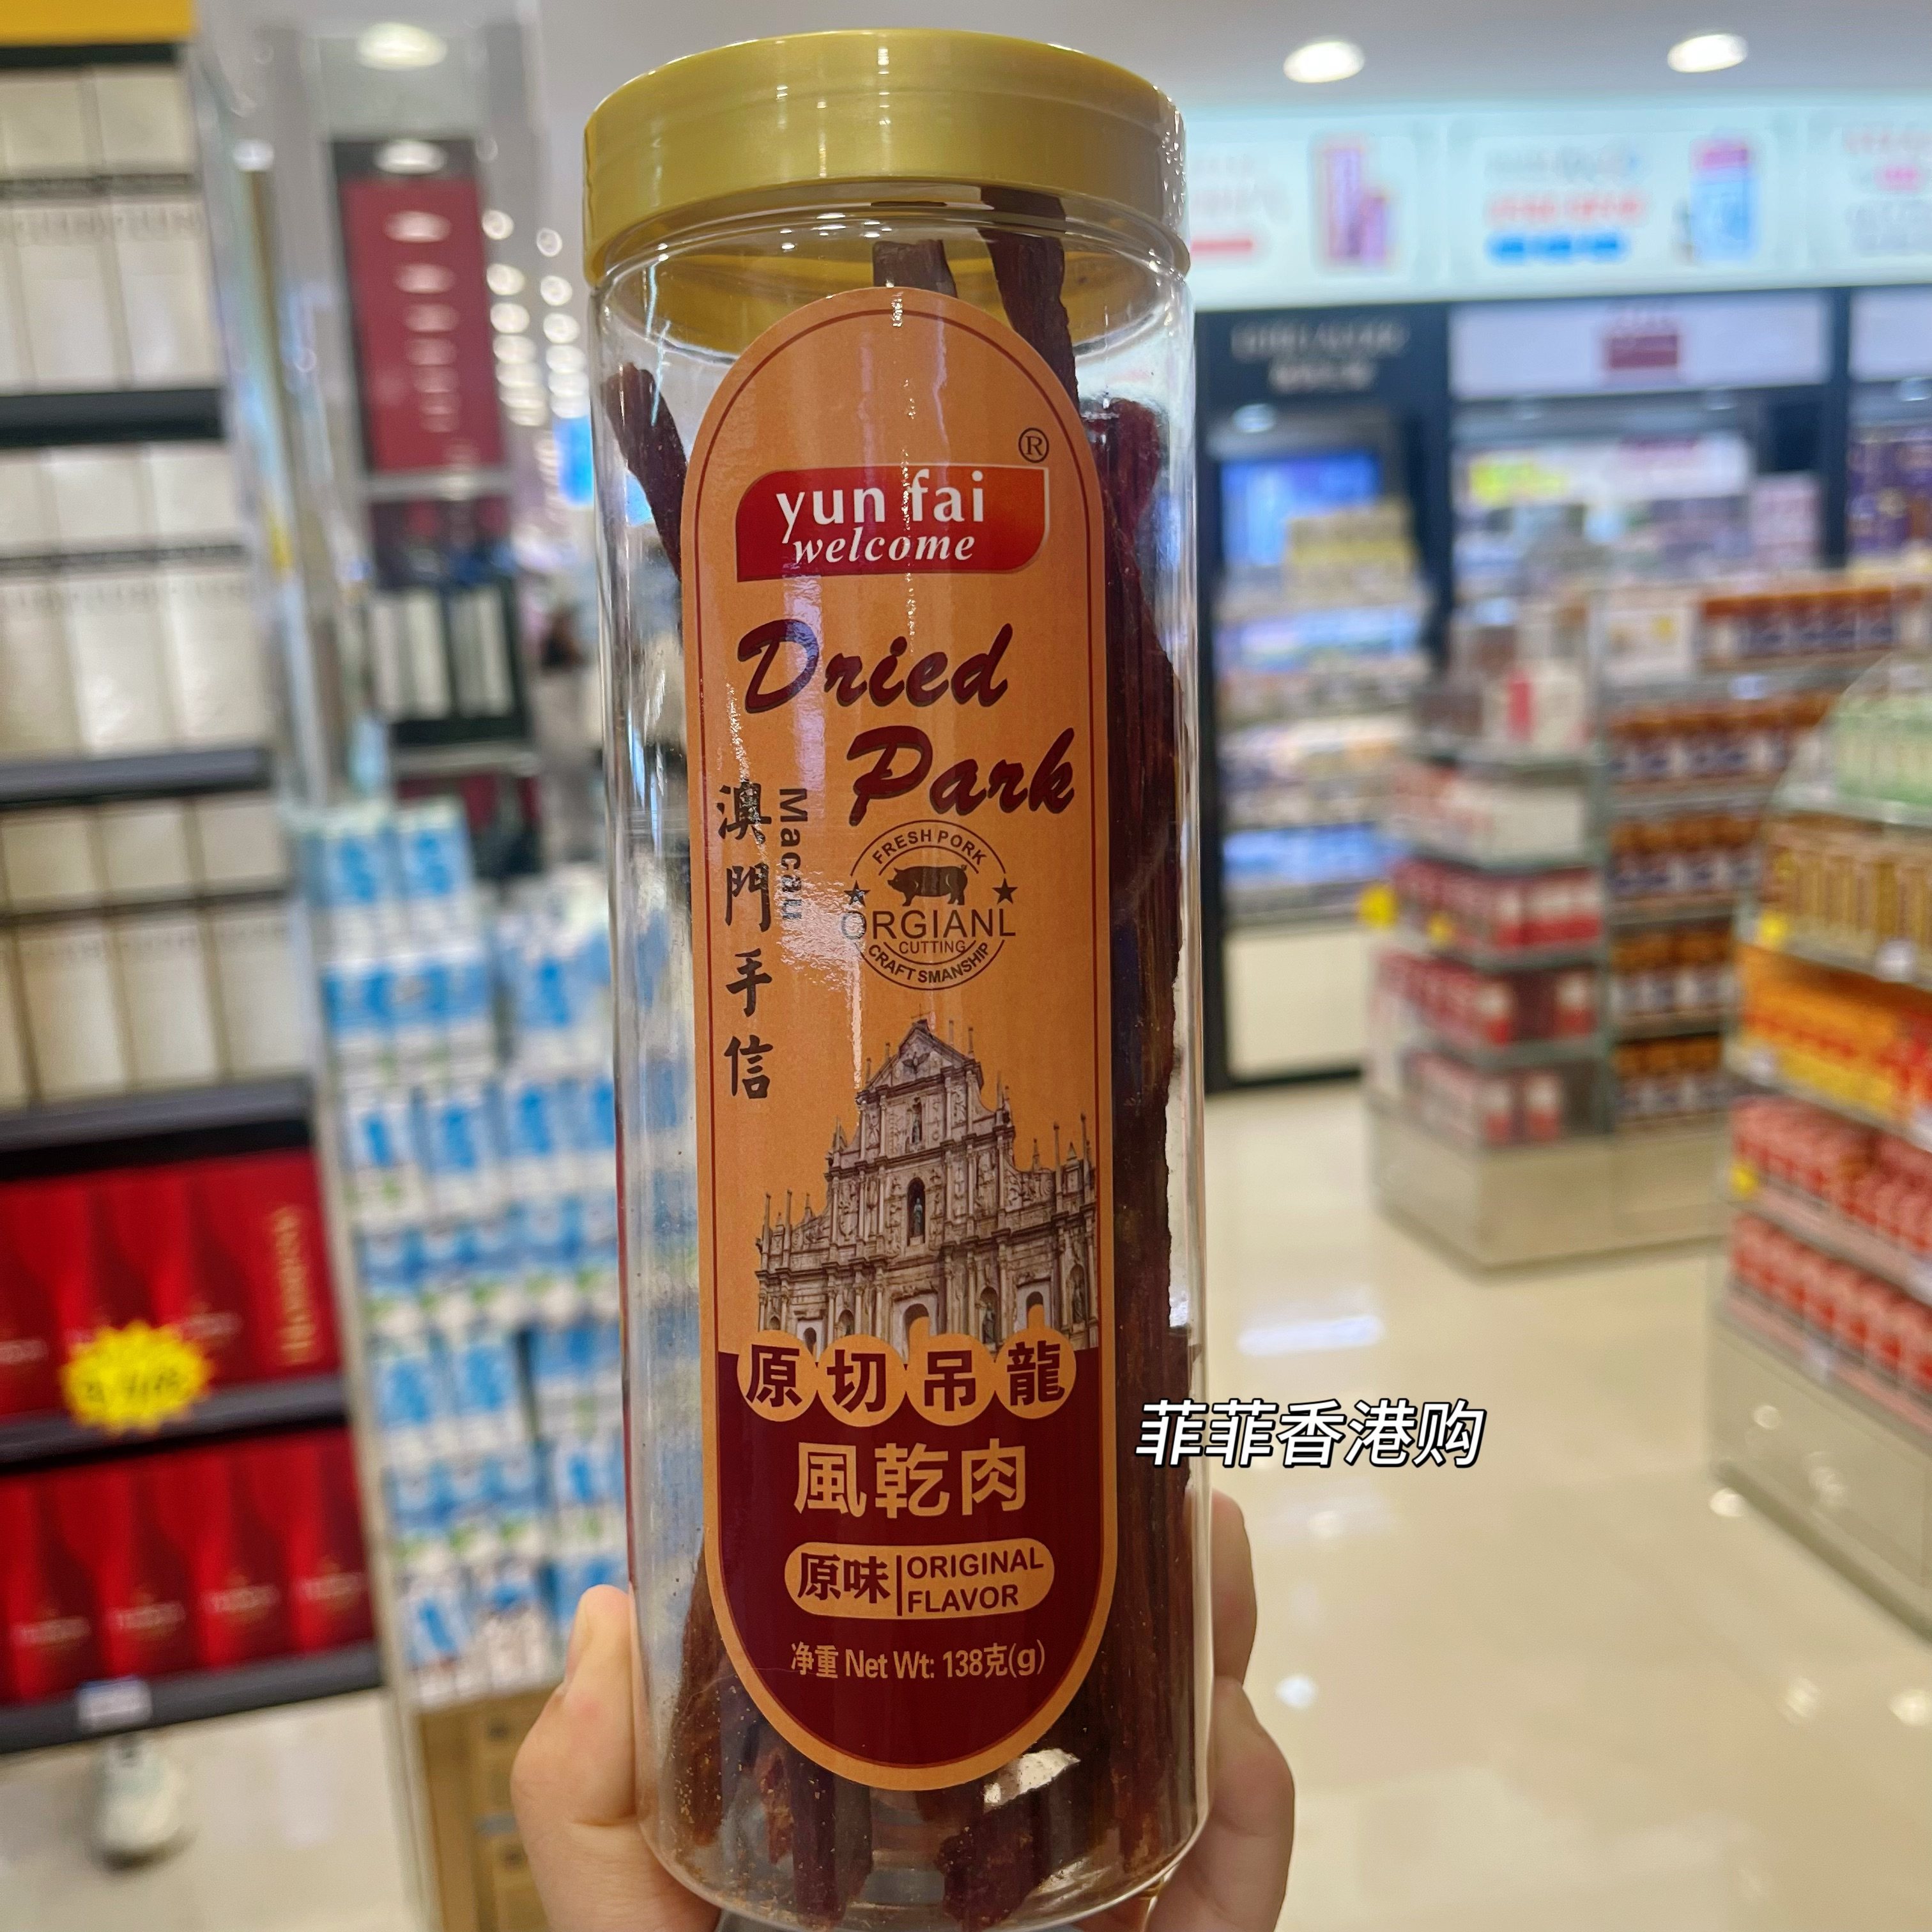 ®
yun fai
welcome
Dried
Park
澳門手信
Macau
FRESH PORK
ORGIANL
CUTTING
CRAFT SMANSHIP
原切吊龍
風乾肉
原味 ORIGINAL
FLAVOR
净重 Net Wt: 138克(g)
菲菲香港购